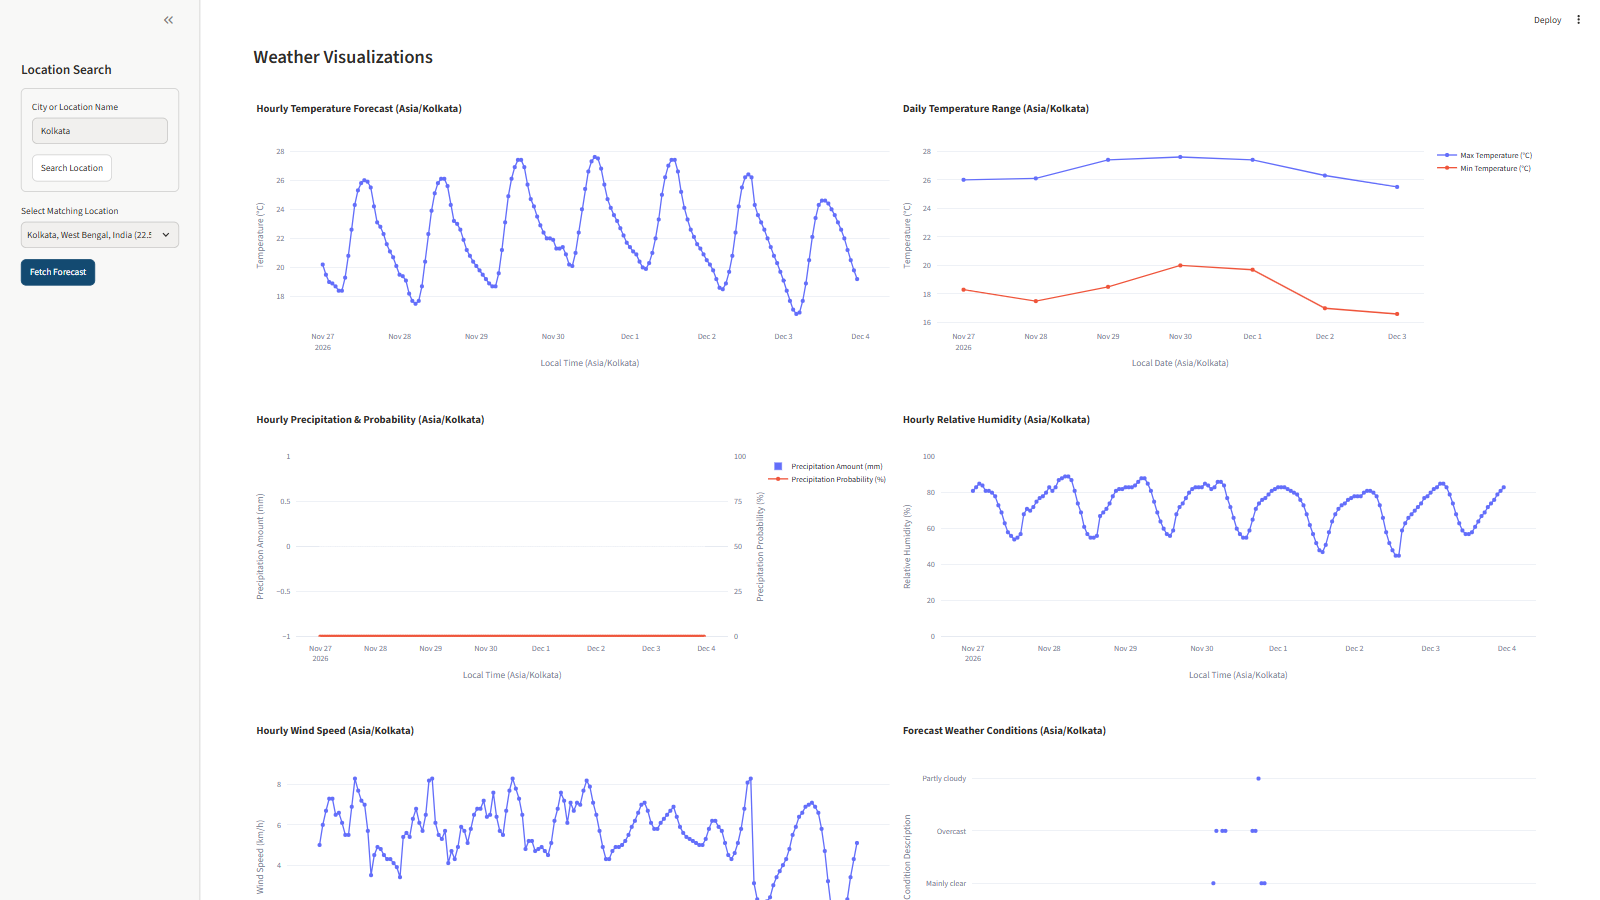 Deploy
Location Search
City or Location Name
Kolkata
Search Location
Select Matching Location
Kolkata, West Bengal, India (22.5
Fetch Forecast
Weather Visualizations
Hourly Temperature Forecast (Asia/Kolkata)
28
26
24
22
20
18
Temperature (°C)
Nov 27
2026
Nov 28
Nov 29
Nov 30
Dec 1
Dec 2
Dec 3
Dec 4
Local Time (Asia/Kolkata)
Daily Temperature Range (Asia/Kolkata)
28
26
24
22
20
18
16
Temperature (°C)
Nov 27
2026
Nov 28
Nov 29
Nov 30
Dec 1
Dec 2
Dec 3
Local Date (Asia/Kolkata)
Max Temperature (°C)
Min Temperature (°C)
Hourly Precipitation & Probability (Asia/Kolkata)
1
0.5
0
−0.5
−1
Precipitation Amount (mm)
100
75
50
25
0
Precipitation Probability (%)
Precipitation Amount (mm)
Precipitation Probability (%)
Nov 27
2026
Nov 28
Nov 29
Nov 30
Dec 1
Dec 2
Dec 3
Dec 4
Local Time (Asia/Kolkata)
Hourly Relative Humidity (Asia/Kolkata)
100
80
60
40
20
0
Relative Humidity (%)
Nov 27
2026
Nov 28
Nov 29
Nov 30
Dec 1
Dec 2
Dec 3
Dec 4
Local Time (Asia/Kolkata)
Hourly Wind Speed (Asia/Kolkata)
8
6
4
Wind Speed (km/h)
Forecast Weather Conditions (Asia/Kolkata)
Partly cloudy
Overcast
Mainly clear
Condition Description